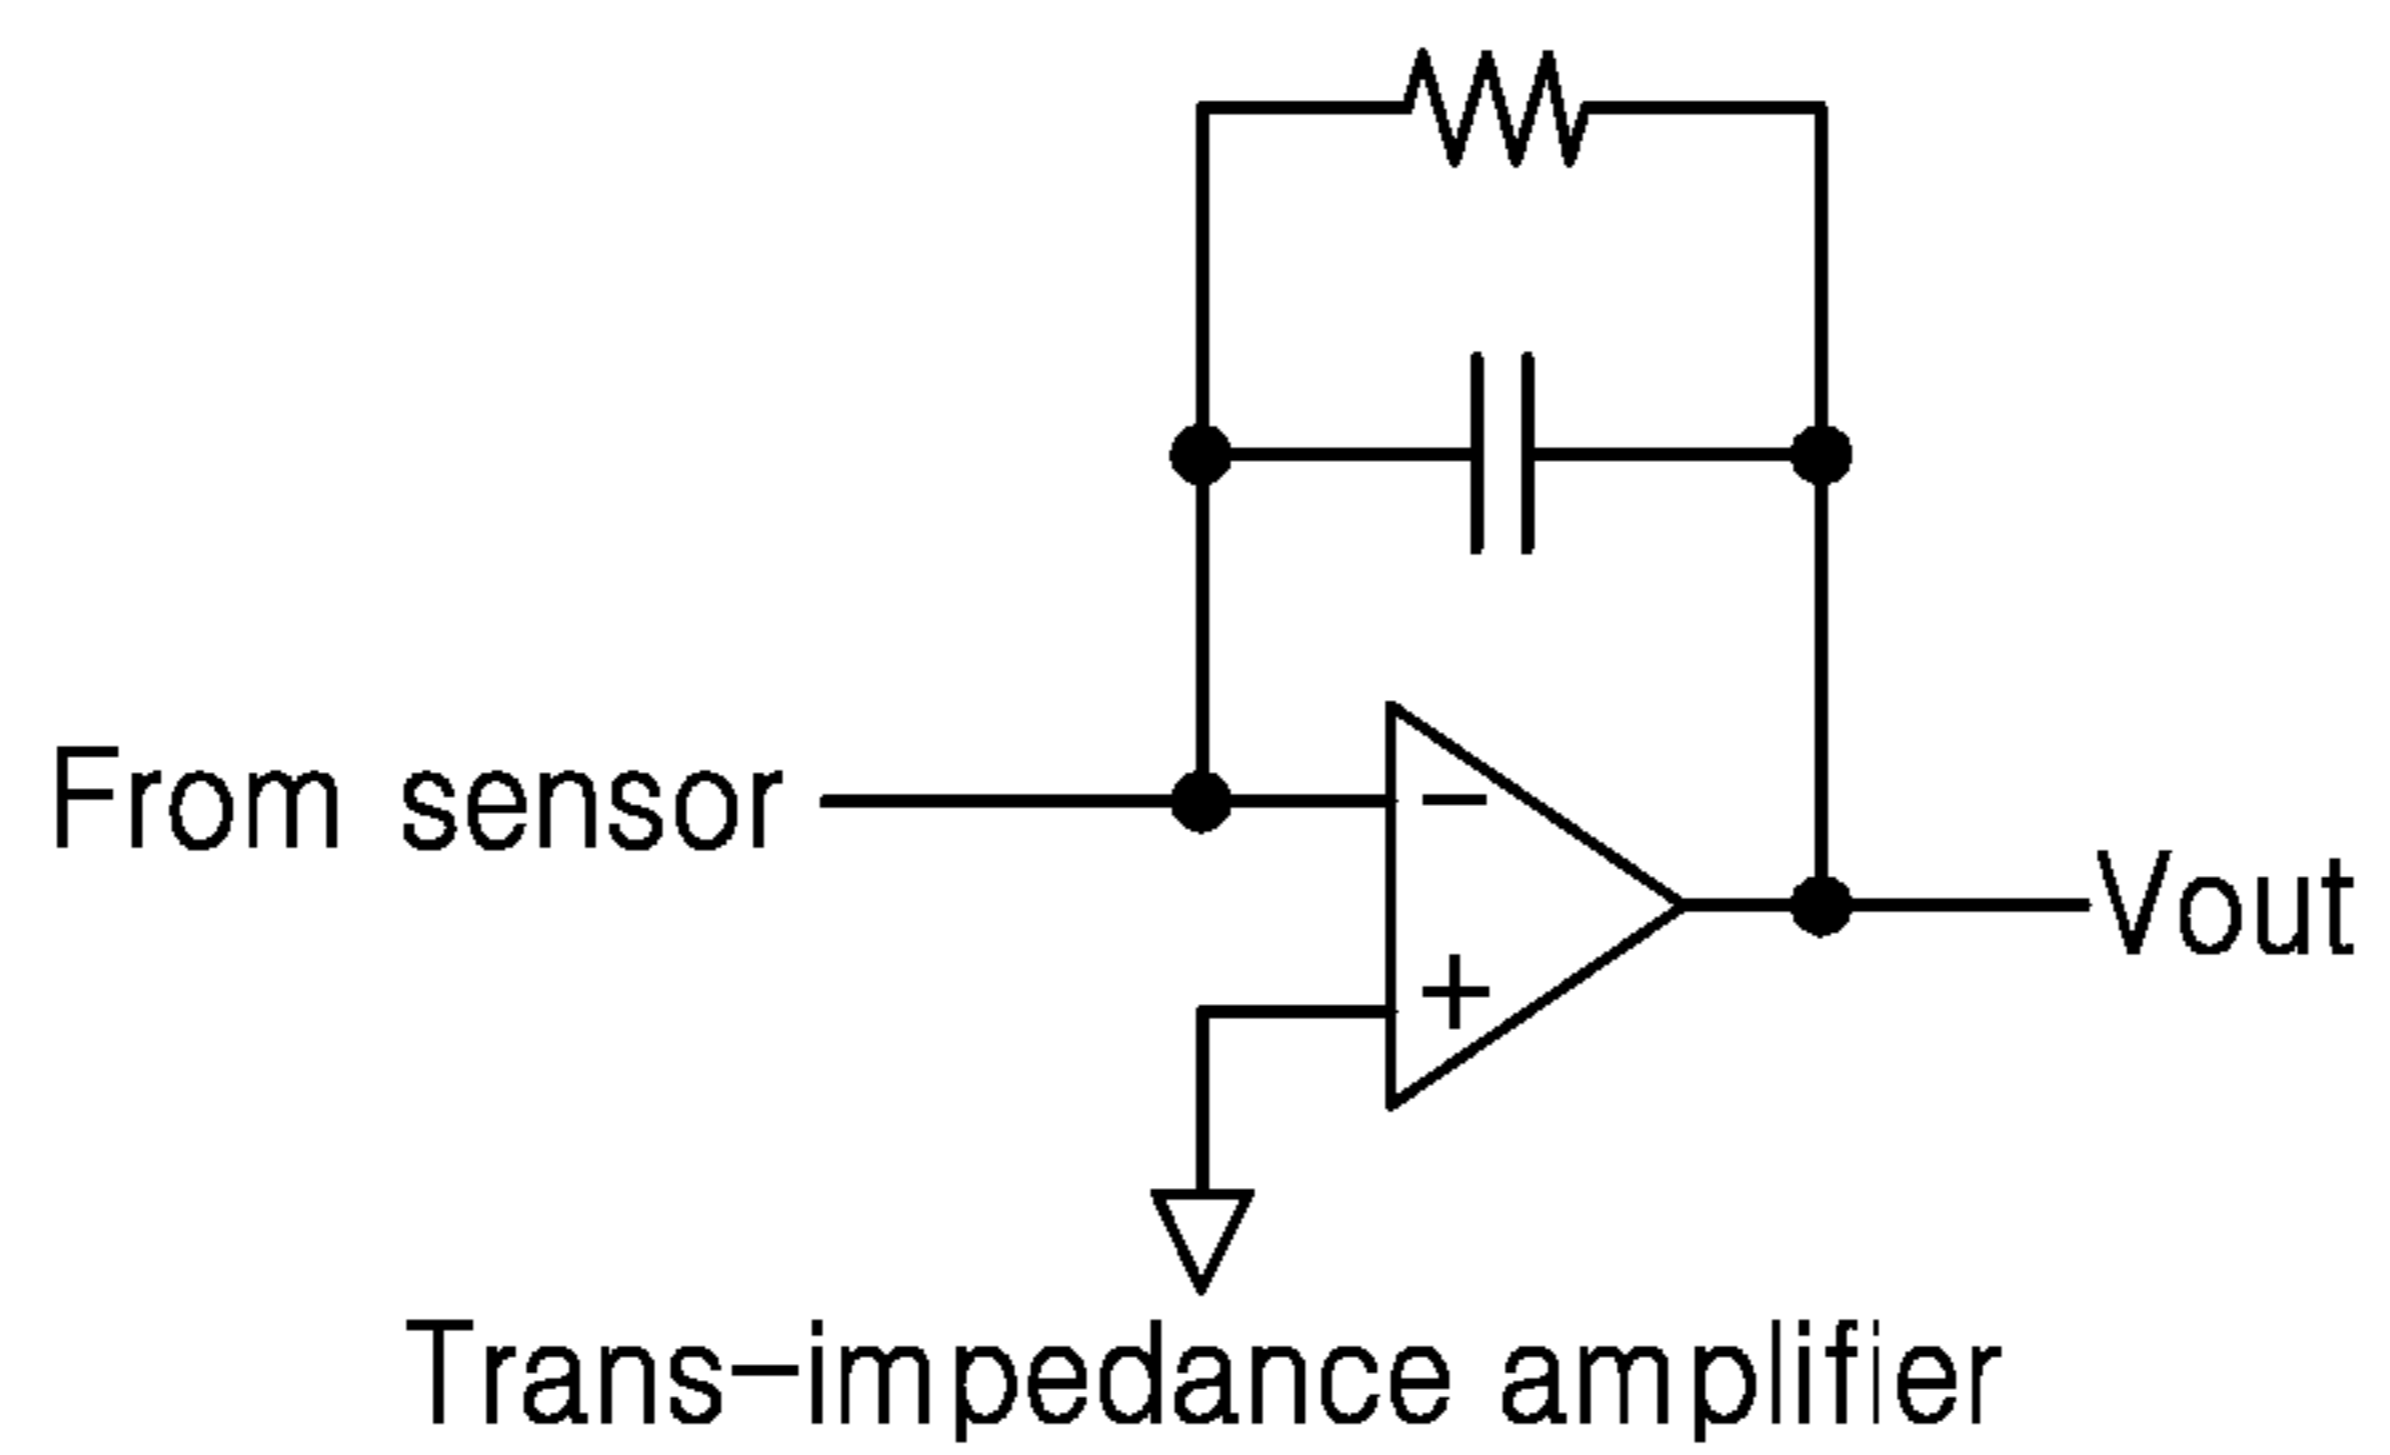 From sensor
−
+
Vout
Trans-impedance amplifier